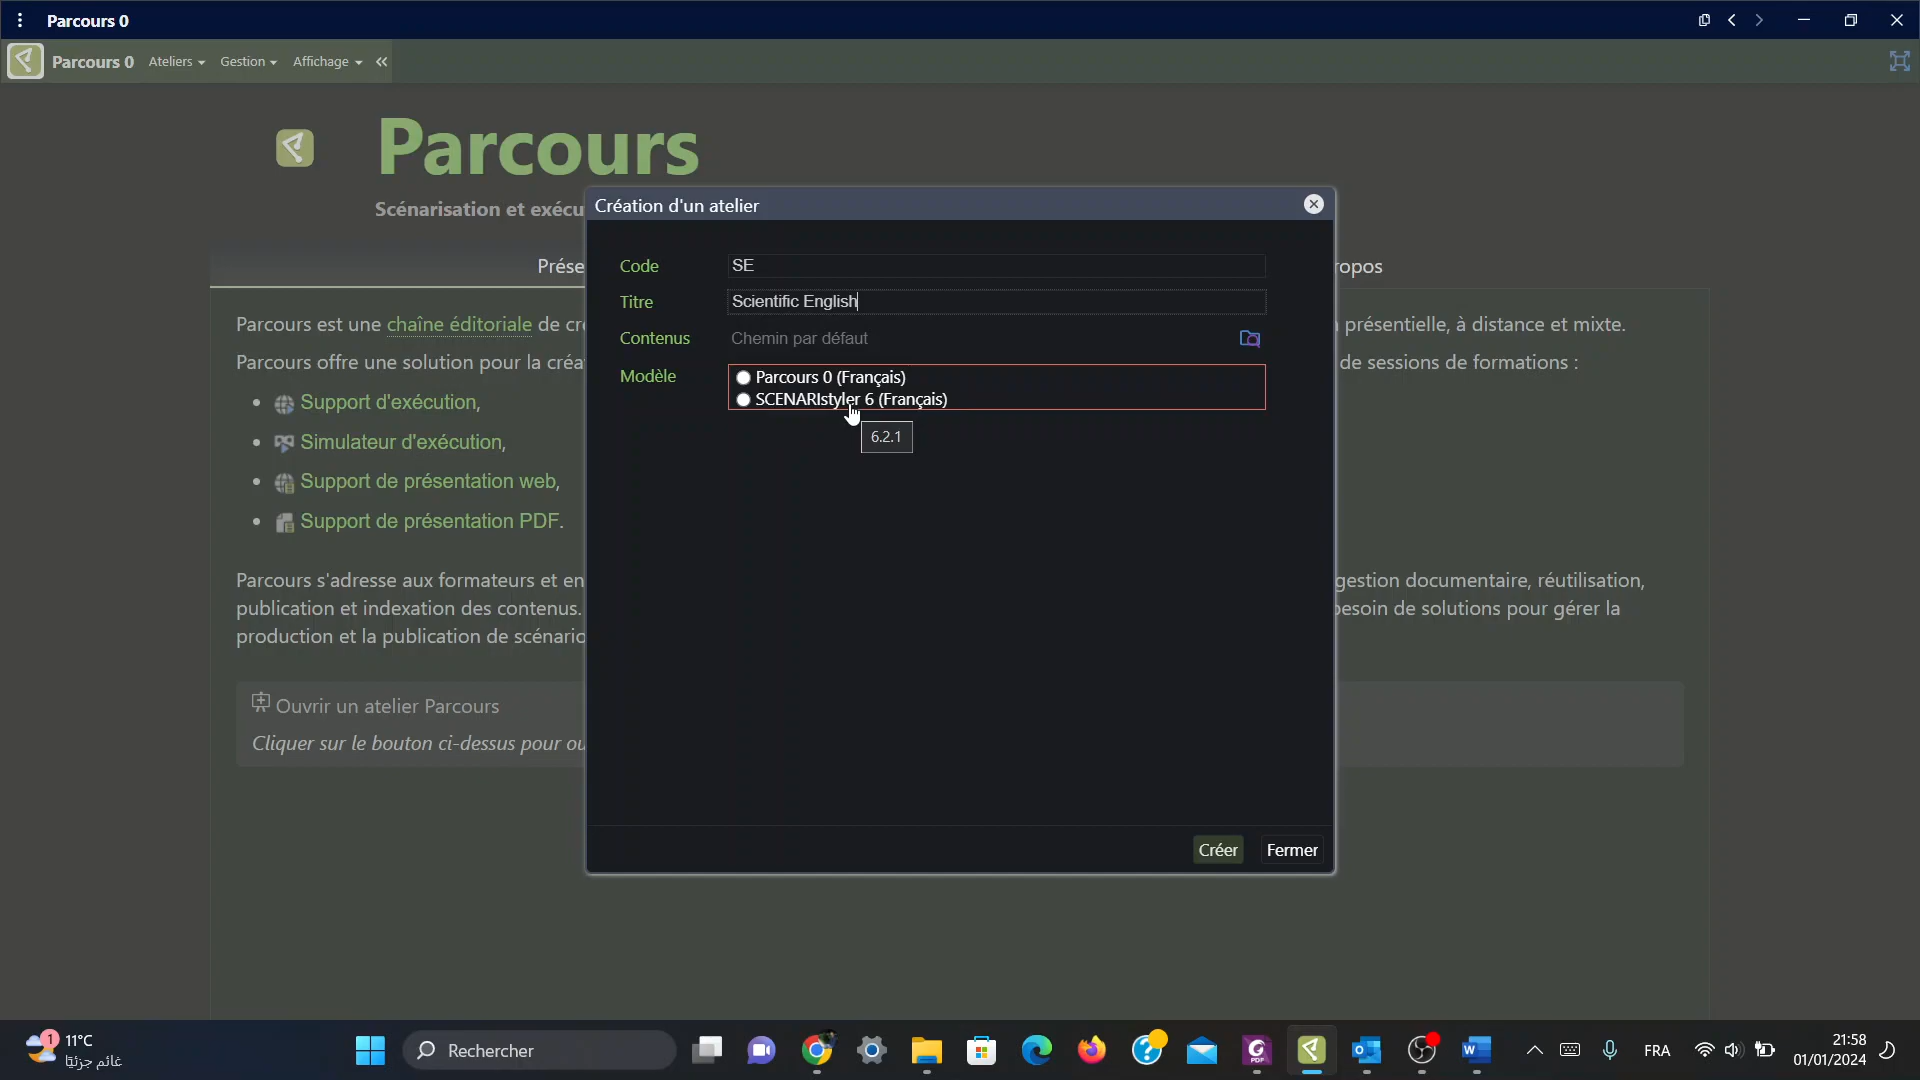 Parcours 0
Parcours 0 Ateliers Gestion Affichage
Parcours
Scénarisation et exécu
Prése
ropos
Parcours est une chaîne éditoriale de cré
présentielle, à distance et mixte.
Parcours offre une solution pour la créa
de sessions de formations :
Support d'exécution,
Simulateur d'exécution,
Support de présentation web,
Support de présentation PDF.
Parcours s'adresse aux formateurs et en
gestion documentaire, réutilisation,
publication et indexation des contenus.
besoin de solutions pour gérer la
production et la publication de scénario
Ouvrir un atelier Parcours
Cliquer sur le bouton ci-dessus pour ou
Création d'un atelier
Code SE
Titre Scientific English
Contenus Chemin par défaut
Modèle Parcours 0 (Français)
SCENARIstyler 6 (Français)
6.2.1
Créer Fermer
1 11°C
غائم جزئيًا
Rechercher
PDF
FRA
21:58
01/01/2024